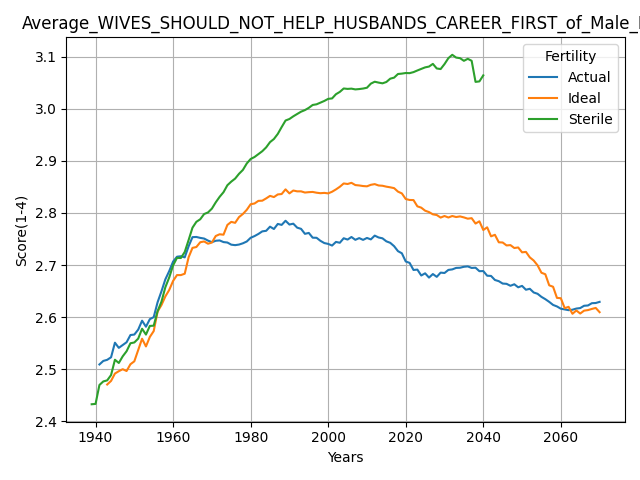 Average_WIVES_SHOULD_NOT_HELP_HUSBANDS_CAREER_FIRST_of_Male_
3.1
3.0
2.9
2.8
2.7
2.6
2.5
2.4
Score(1-4)
Fertility
Actual
Ideal
Sterile
1940
1960
1980
2000
2020
2040
2060
Years